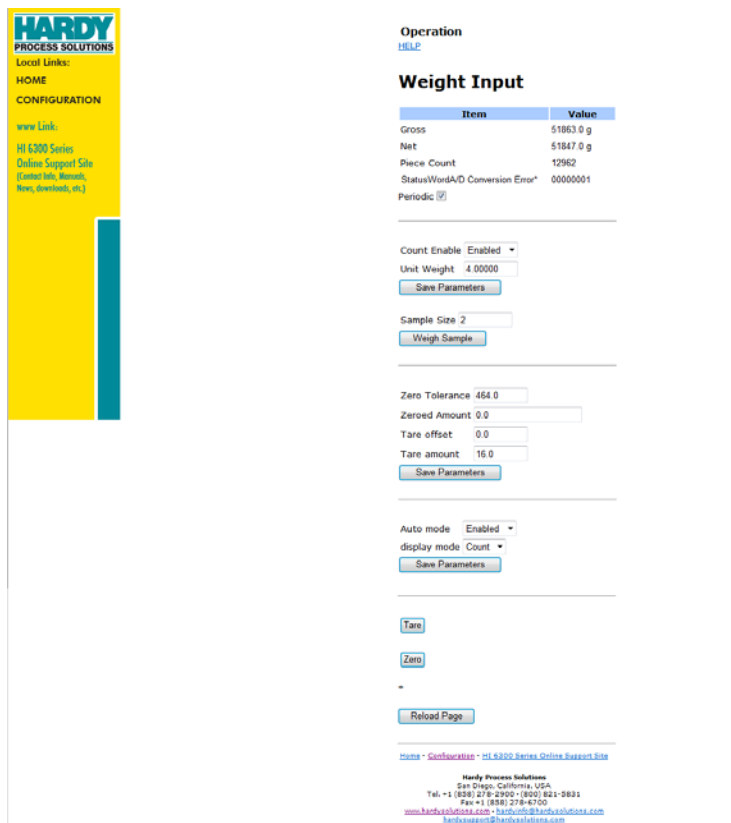 HARDY
PROCESS SOLUTIONS
Local Links:
HOME
CONFIGURATION
www Link:
HI 6300 Series
Online Support Site
(Contact Info, Manuals,
News, downloads, etc.)
Operation
HELP
Weight Input
Item Value
Gross 51863.0 g
Net 51847.0 g
Piece Count 12962
StatusWordA/D Conversion Error* 00000001
Periodic
Count Enable Enabled
Unit Weight 4.00000
Save Parameters
Sample Size 2
Weigh Sample
Zero Tolerance 464.0
Zeroed Amount 0.0
Tare offset 0.0
Tare amount 16.0
Save Parameters
Auto mode Enabled
display mode Count
Save Parameters
Tare
Zero
Reload Page
Home - Configuration - HI 6300 Series Online Support Site
Hardy Process Solutions
San Diego, California, USA
Tel. +1 (858) 278-2900 - (800) 821-5831
Fax +1 (858) 278-6700
www.hardysolutions.com - hardyinfo@hardysolutions.com
hardysupport@hardysolutions.com